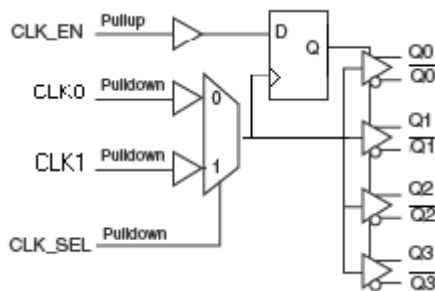 CLK_EN Pullup
D Q
CLK0 Pulldown
0
CLK1 Pulldown
1
CLK_SEL Pulldown
Q0
Q0
Q1
Q1
Q2
Q2
Q3
Q3